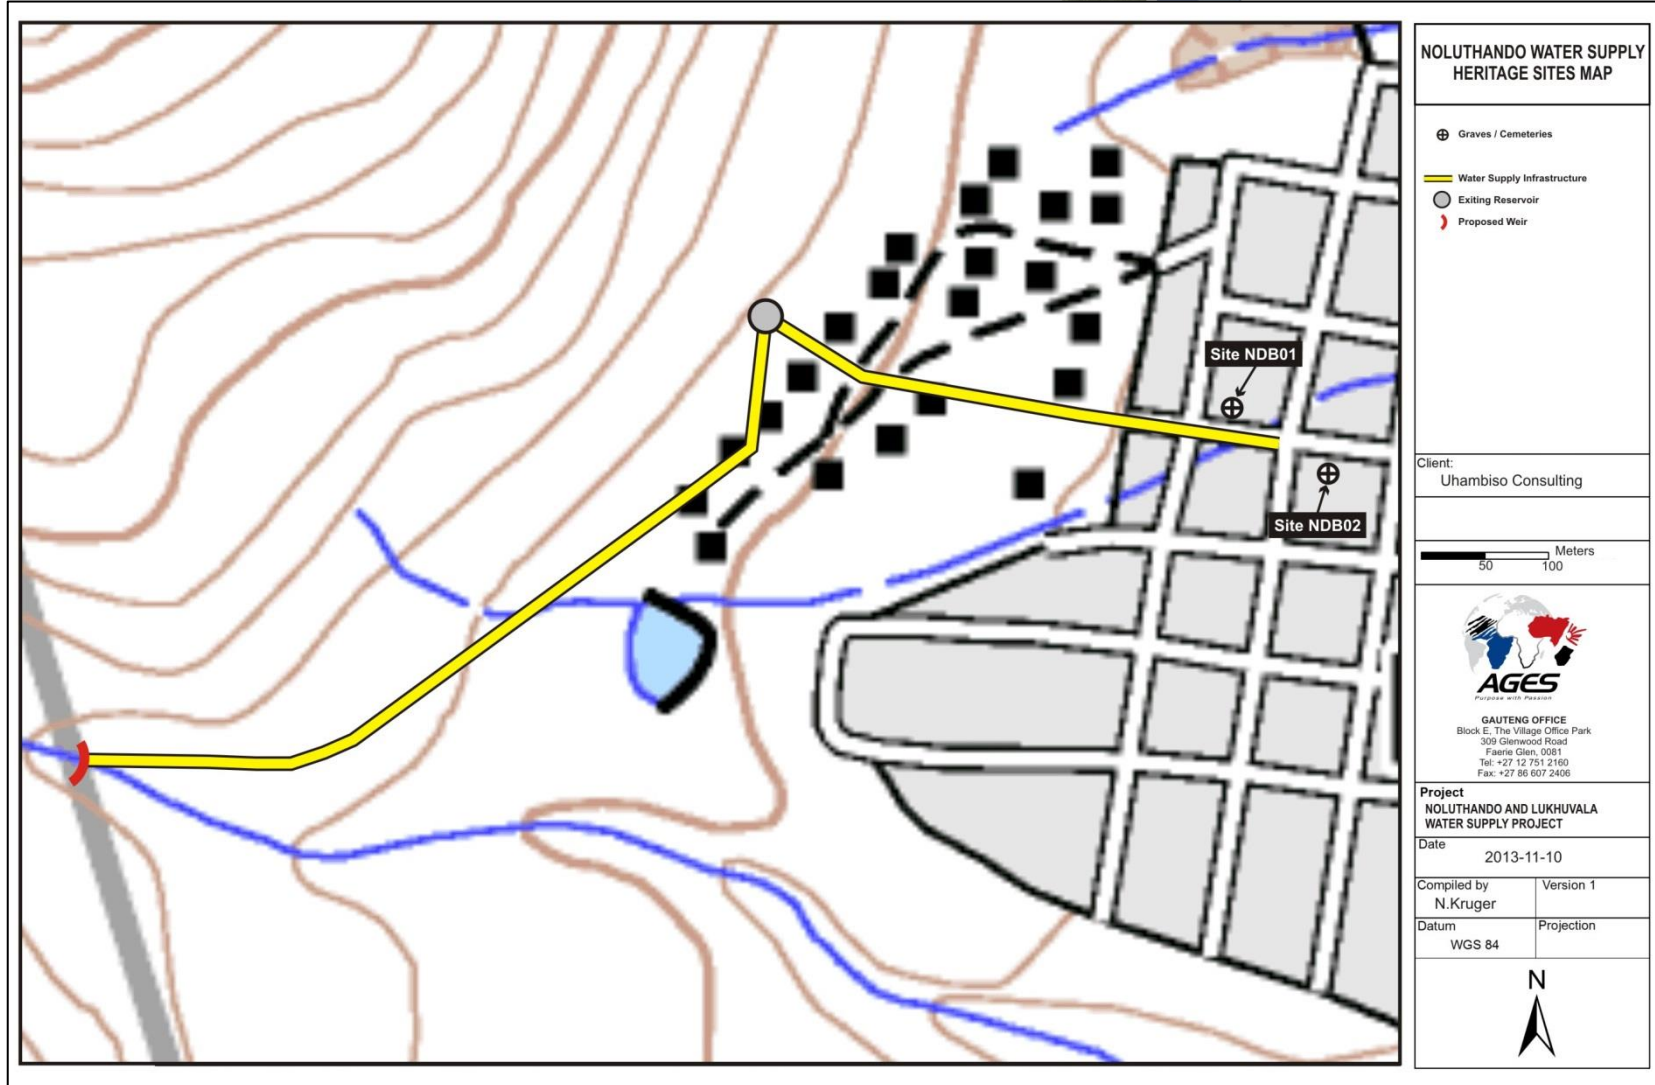 NOLUTHANDO WATER SUPPLY
HERITAGE SITES MAP
Graves / Cemeteries
Water Supply Infrastructure
Exiting Reservoir
Proposed Weir
Site NDB01
Site NDB02
Client:
Uhambiso Consulting
Meters
50 100
AGES
Purpose with Passion
GAUTENG OFFICE
Block E, The Village Office Park
309 Glenwood Road
Faerie Glen, 0081
Tel: +27 12 751 2160
Fax: +27 86 607 2406
Project
NOLUTHANDO AND LUKHUVALA
WATER SUPPLY PROJECT
Date
2013-11-10
Compiled by
N.Kruger
Version 1
Datum
WGS 84
Projection
N